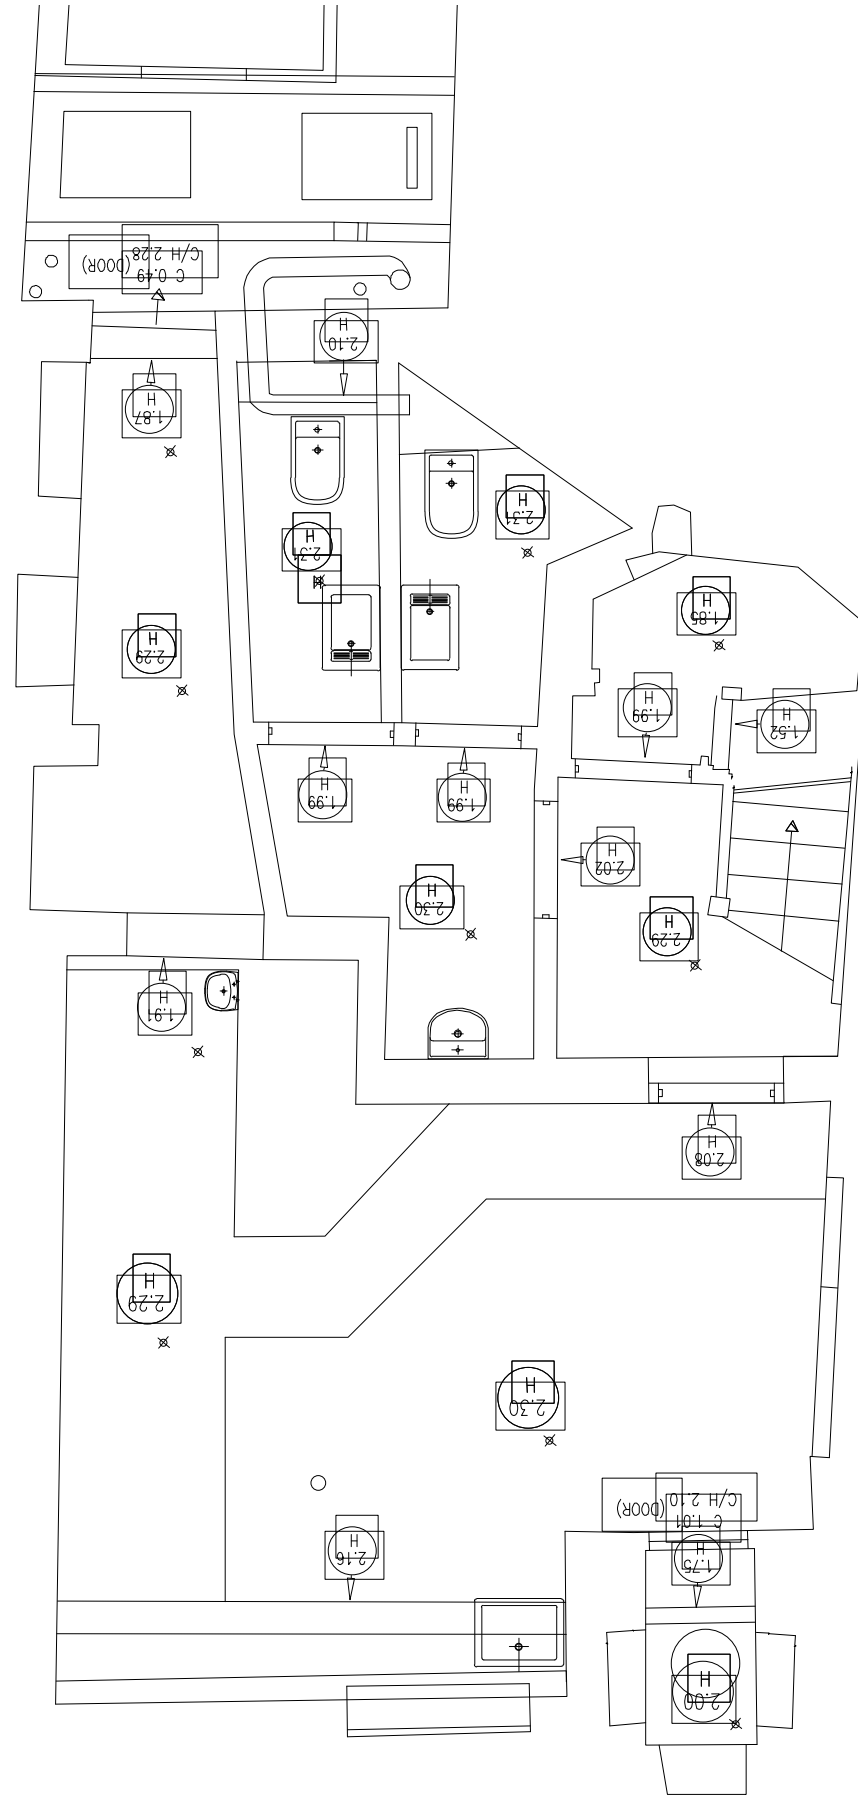 2.00
H
1.75
H
C 1.01
C/H 2.10
(DOOR)
2.16
H
2.30
H
2.29
H
2.08
H
1.91
H
2.29
H
2.30
H
2.02
H
1.99
H
1.99
H
1.52
H
1.99
H
2.29
H
1.85
H
2.31
H
2.31
H
1.87
H
2.10
H
C 0.49
C/H 2.28
(DOOR)